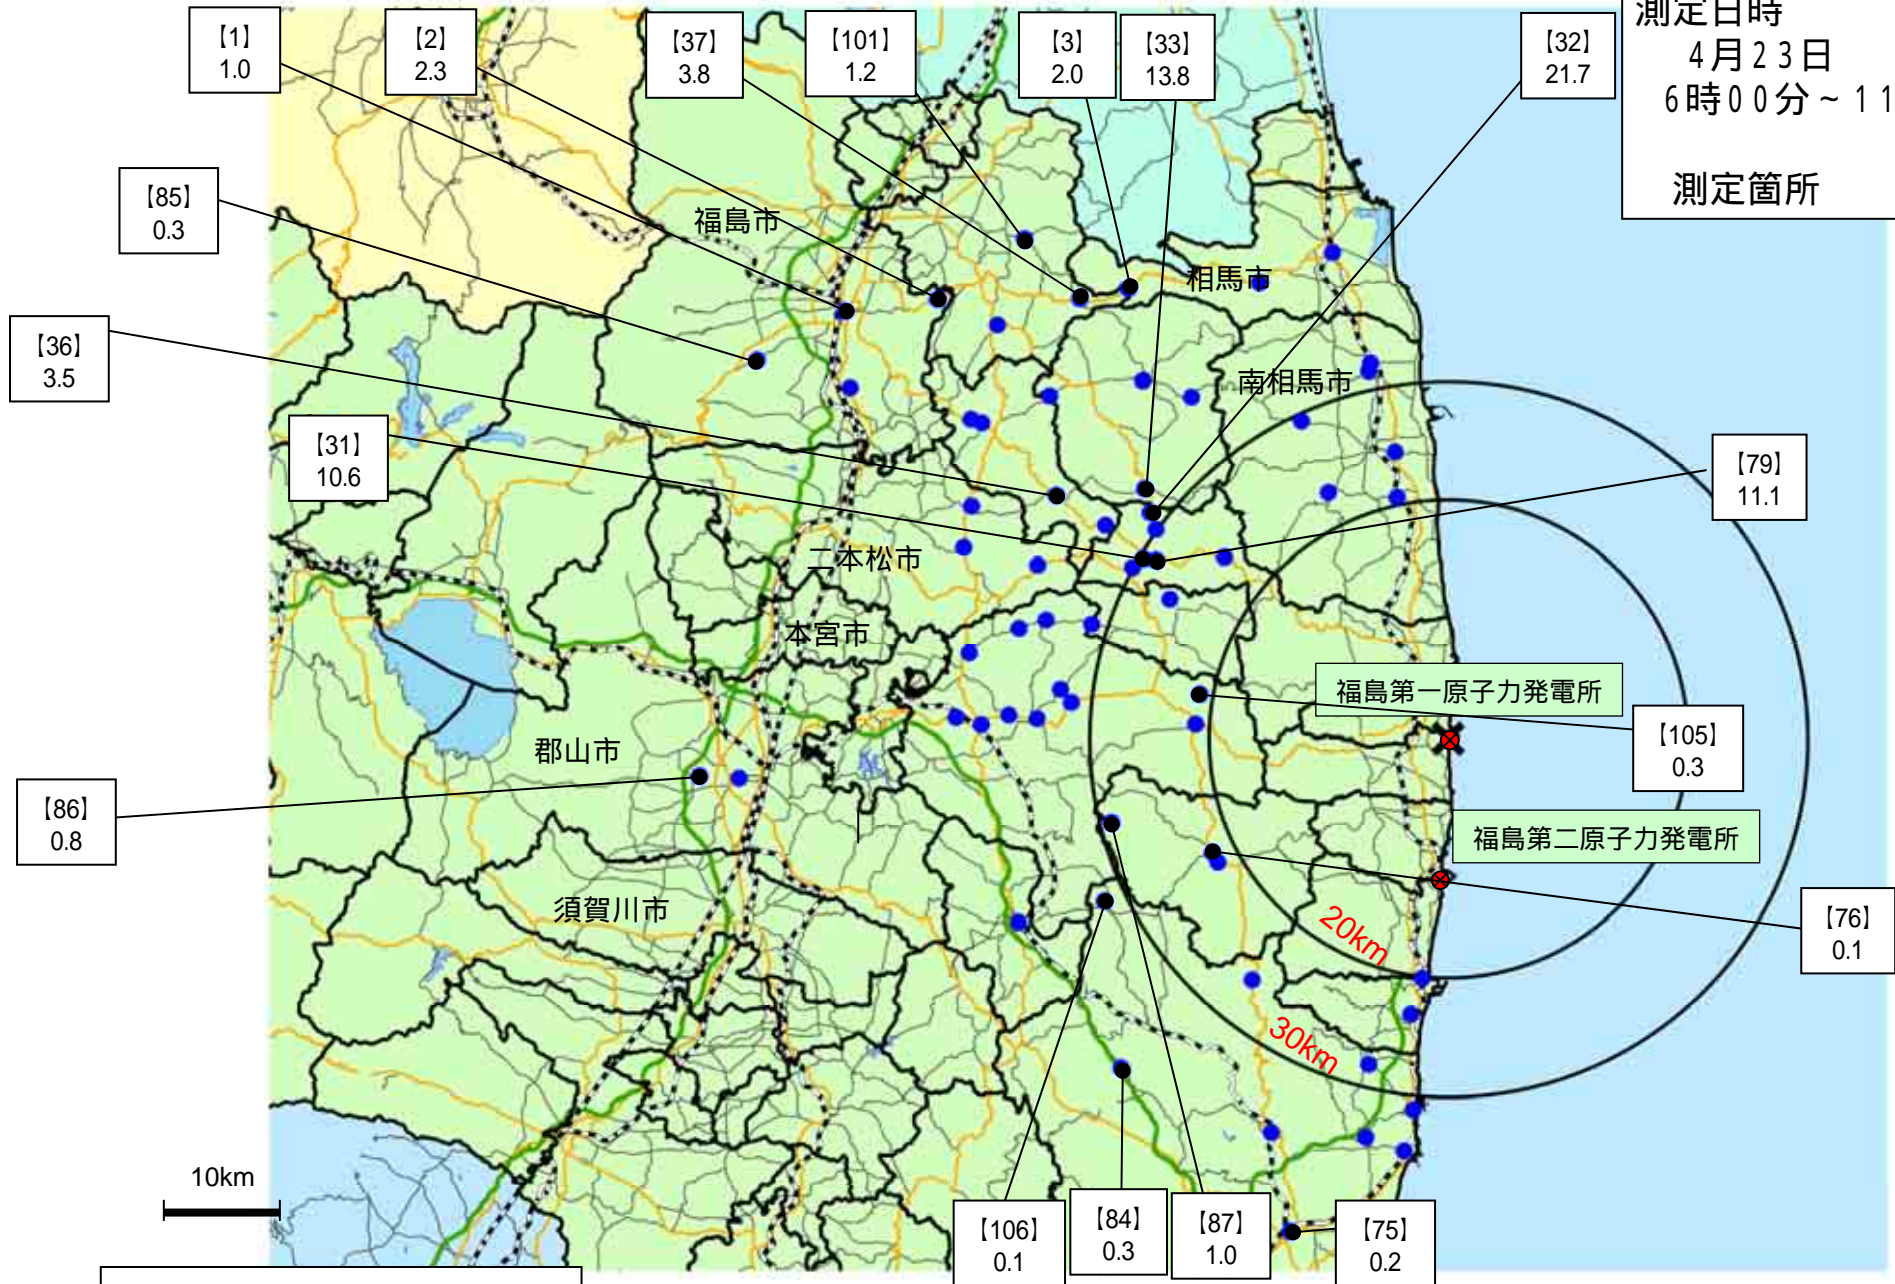 【1】
1.0
【2】
2.3
【37】
3.8
【101】
1.2
【3】
2.0
【33】
13.8
【32】
21.7
測定日時
4月23日
6時00分～11
測定箇所
【85】
0.3
福島市
相馬市
【36】
3.5
南相馬市
【31】
10.6
【79】
11.1
二本松市
本宮市
福島第一原子力発電所
【105】
0.3
郡山市
【86】
0.8
福島第二原子力発電所
須賀川市
20km
【76】
0.1
30km
10km
【106】
0.1
【84】
0.3
【87】
1.0
【75】
0.2